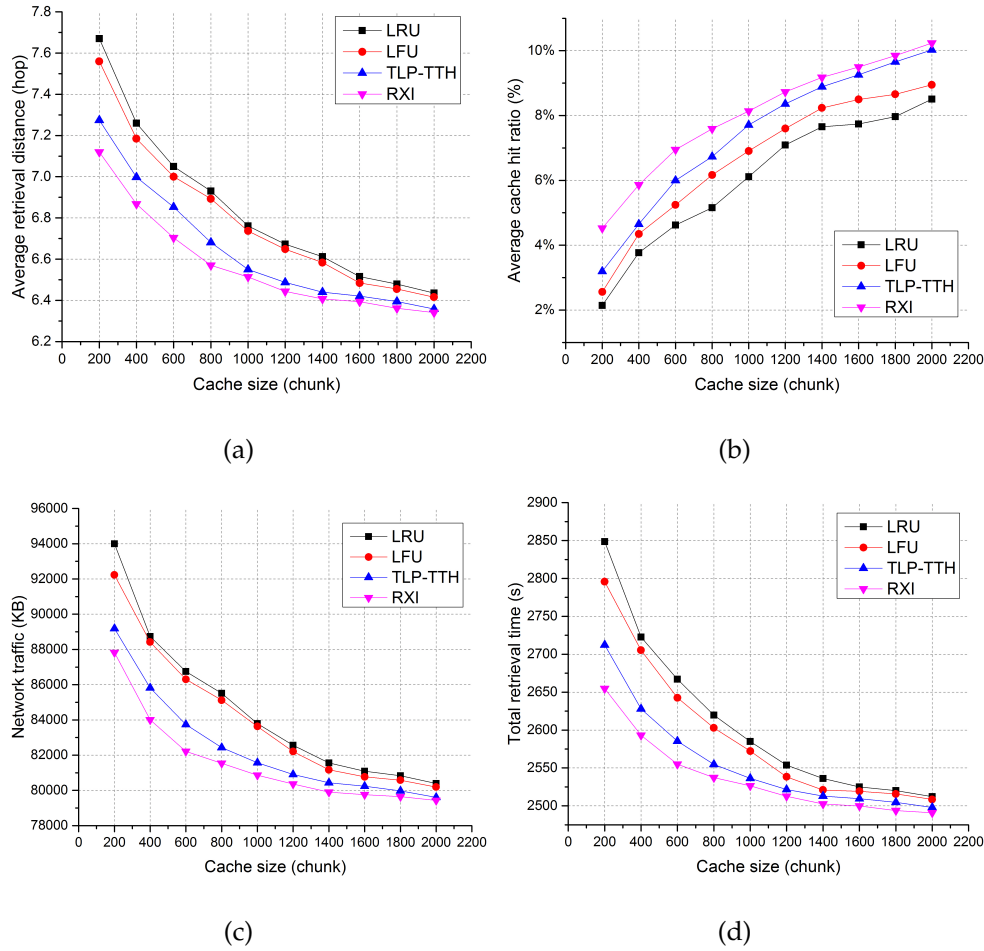 7.8
7.6
7.4
7.2
7.0
6.8
6.6
6.4
6.2
Average retrieval distance (hop)
LRU
LFU
TLP-TTH
RXI
0 200 400 600 800 1000 1200 1400 1600 1800 2000 2200
Cache size (chunk)
(a)
10%
8%
6%
4%
2%
Average cache hit ratio (%)
LRU
LFU
TLP-TTH
RXI
0 200 400 600 800 1000 1200 1400 1600 1800 2000 2200
Cache size (chunk)
(b)
96000
94000
92000
90000
88000
86000
84000
82000
80000
78000
Network traffic (KB)
LRU
LFU
TLP-TTH
RXI
0 200 400 600 800 1000 1200 1400 1600 1800 2000 2200
Cache size (chunk)
(c)
2900
2850
2800
2750
2700
2650
2600
2550
2500
Total retrieval time (s)
LRU
LFU
TLP-TTH
RXI
0 200 400 600 800 1000 1200 1400 1600 1800 2000 2200
Cache size (chunk)
(d)